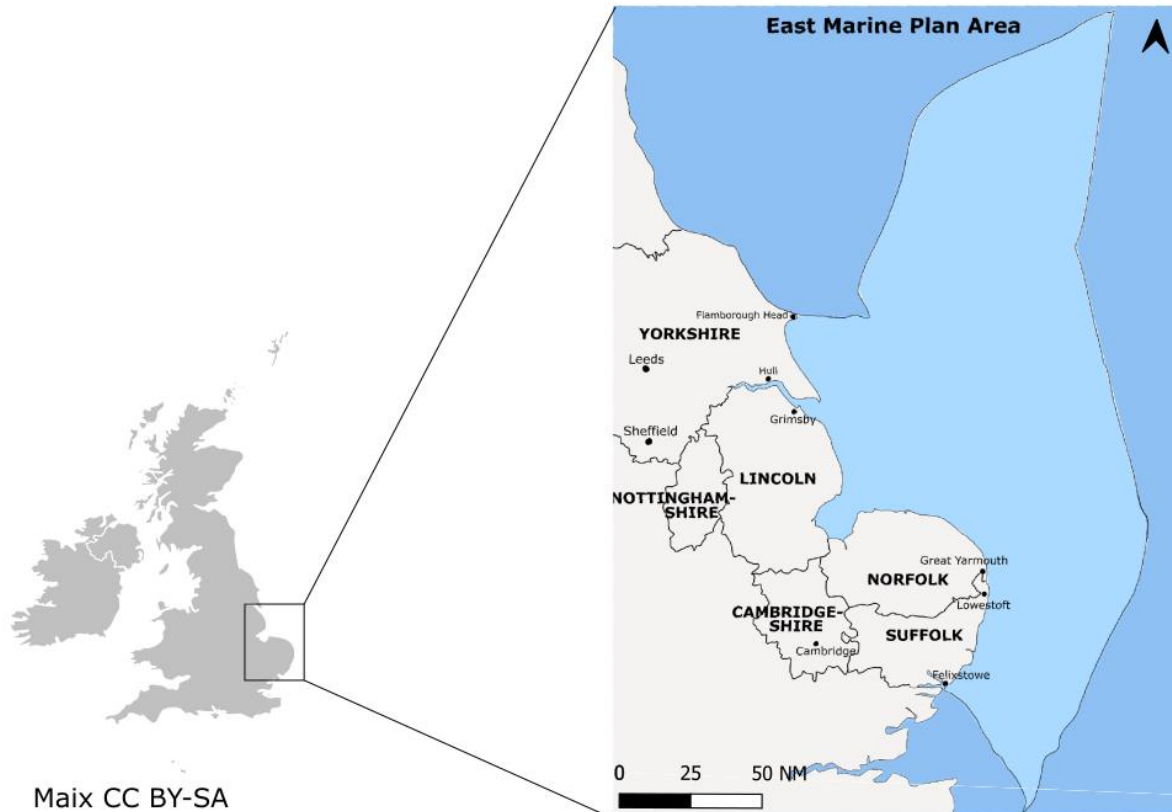 East Marine Plan Area
Flamborough Head
YORKSHIRE
Leeds
Hull
Grimsby
Sheffield
LINCOLN
NOTTINGHAM-
SHIRE
Great Yarmouth
NORFOLK
Lowestoft
CAMBRIDGE-
SHIRE
SUFFOLK
Cambridge
Felixstowe
0 25 50 NM
Maix CC BY-SA